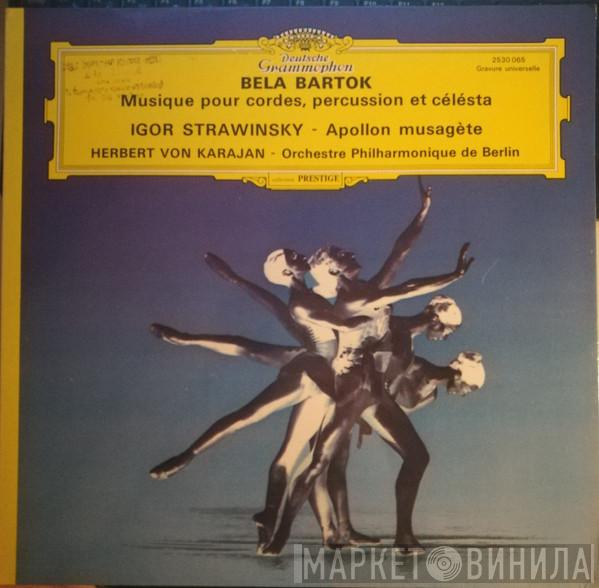 Deutsche
Grammophon
2530 065
Gravure universelle
BELA BARTOK
Musique pour cordes, percussion et célésta
IGOR STRAWINSKY - Apollon musagète
HERBERT VON KARAJAN - Orchestre Philharmonique de Berlin
collection PRESTIGE
МАРКЕТ ВИНИЛА